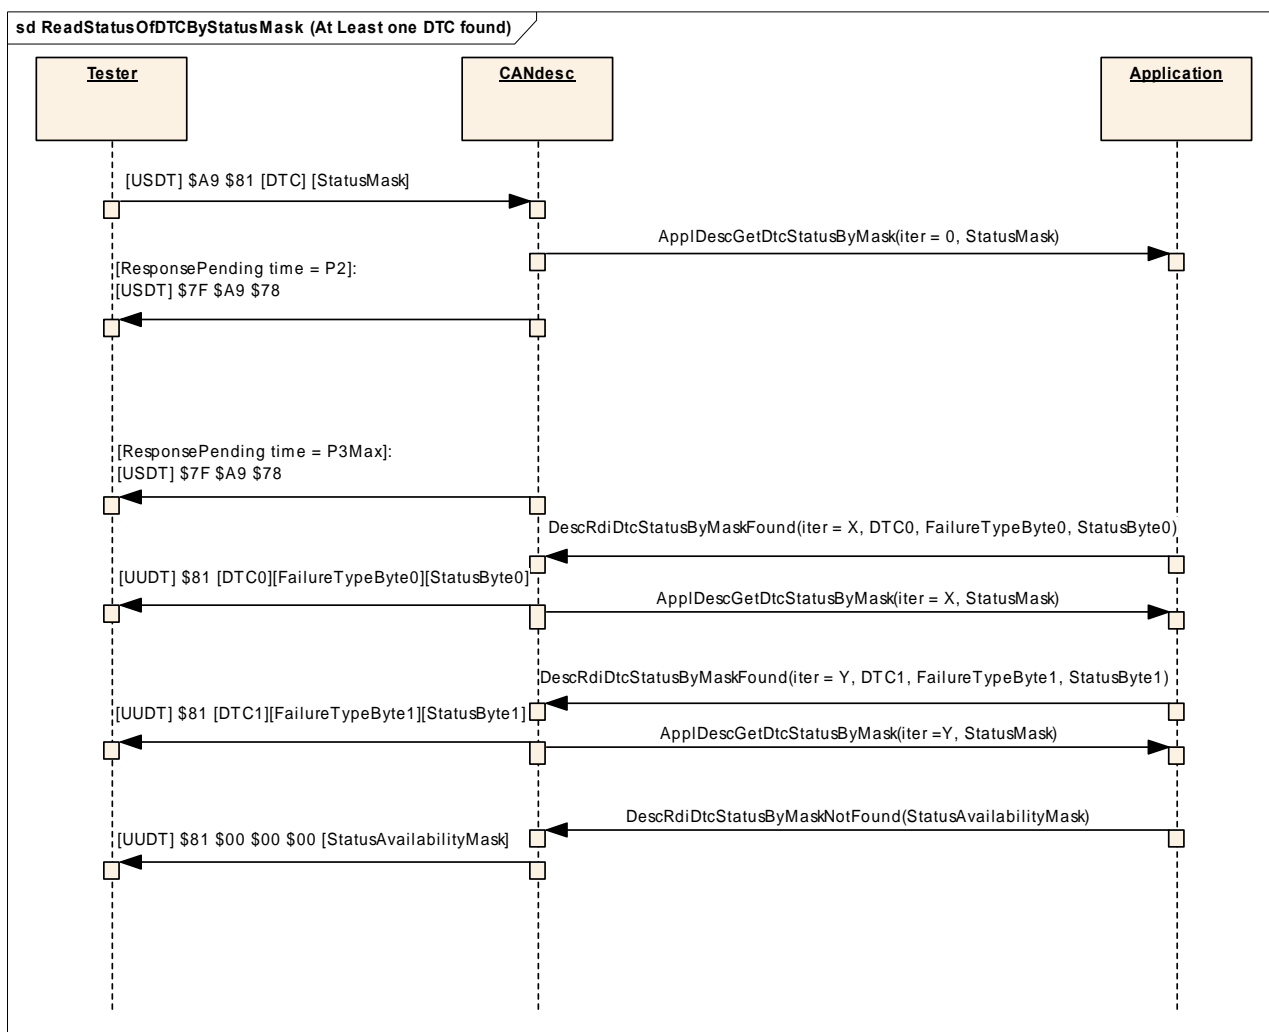 sd ReadStatusOfDTCByStatusMask (At Least one DTC found)
Tester
CANdesc
Application
[USDT] $A9 $81 [DTC] [StatusMask]
ApplDescGetDtcStatusByMask(iter = 0, StatusMask)
[ResponsePending time = P2]:
[USDT] $7F $A9 $78
[ResponsePending time = P3Max]:
[USDT] $7F $A9 $78
DescRdiDtcStatusByMaskFound(iter = X, DTC0, FailureTypeByte0, StatusByte0)
[UUDT] $81 [DTC0][FailureTypeByte0][StatusByte0]
ApplDescGetDtcStatusByMask(iter = X, StatusMask)
DescRdiDtcStatusByMaskFound(iter = Y, DTC1, FailureTypeByte1, StatusByte1)
[UUDT] $81 [DTC1][FailureTypeByte1][StatusByte1]
ApplDescGetDtcStatusByMask(iter =Y, StatusMask)
DescRdiDtcStatusByMaskNotFound(StatusAvailabilityMask)
[UUDT] $81 $00 $00 $00 [StatusAvailabilityMask]